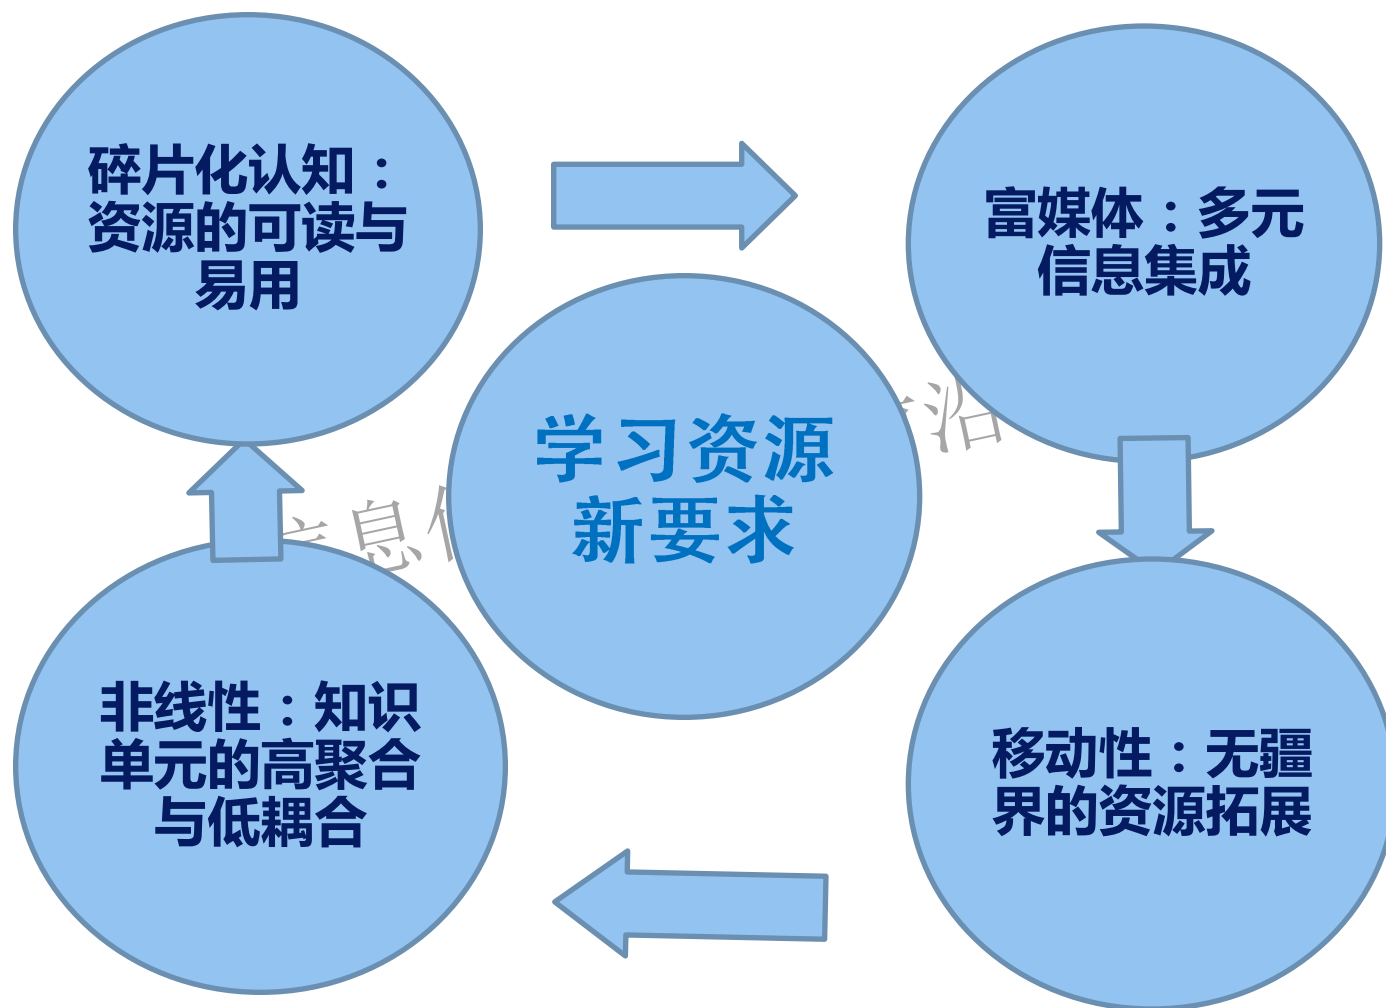 碎片化认知：
资源的可读与
易用
富媒体：多元
信息集成
学习资源
新要求
非线性：知识
单元的高聚合
与低耦合
移动性：无疆
界的资源拓展
息
沿